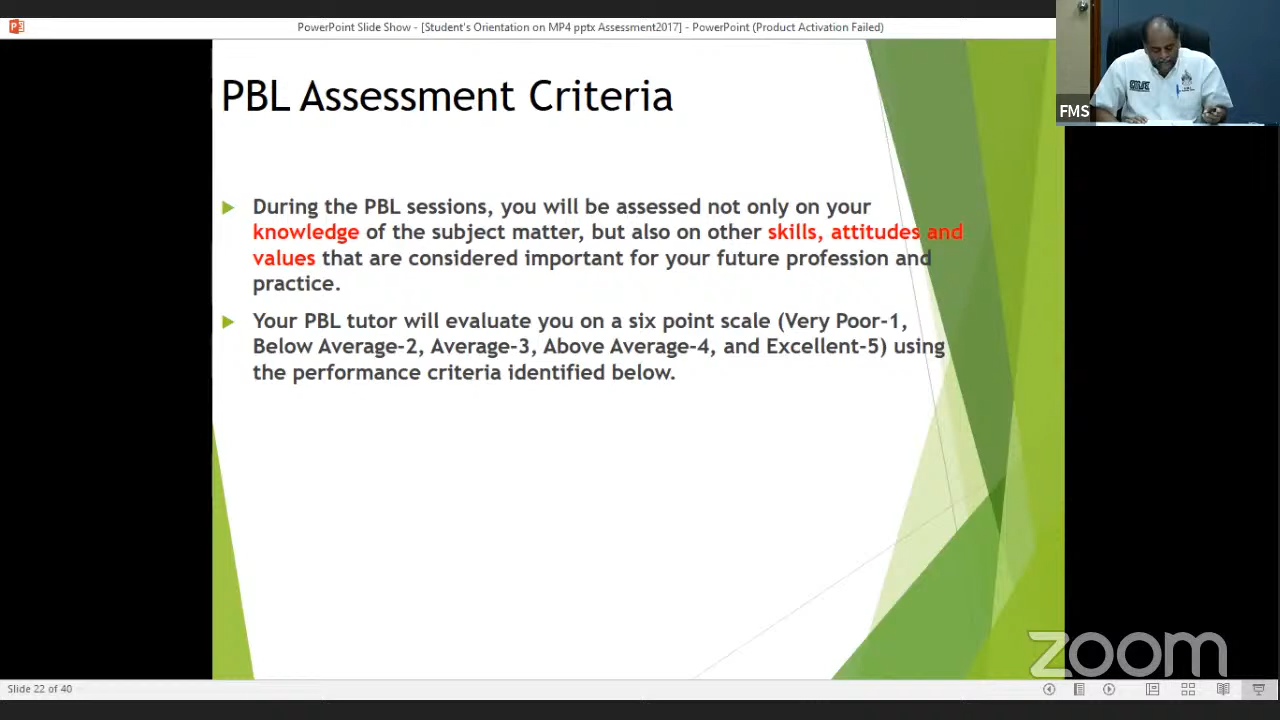 PowerPoint Slide Show - [Student's Orientation on MP4 pptx Assessment2017] - PowerPoint (Product Activation Failed)
FMS
PBL Assessment Criteria
During the PBL sessions, you will be assessed not only on your
knowledge of the subject matter, but also on other skills, attitudes and
values that are considered important for your future profession and
practice.
Your PBL tutor will evaluate you on a six point scale (Very Poor-1,
Below Average-2, Average-3, Above Average-4, and Excellent-5) using
the performance criteria identified below.
zoom
Slide 22 of 40